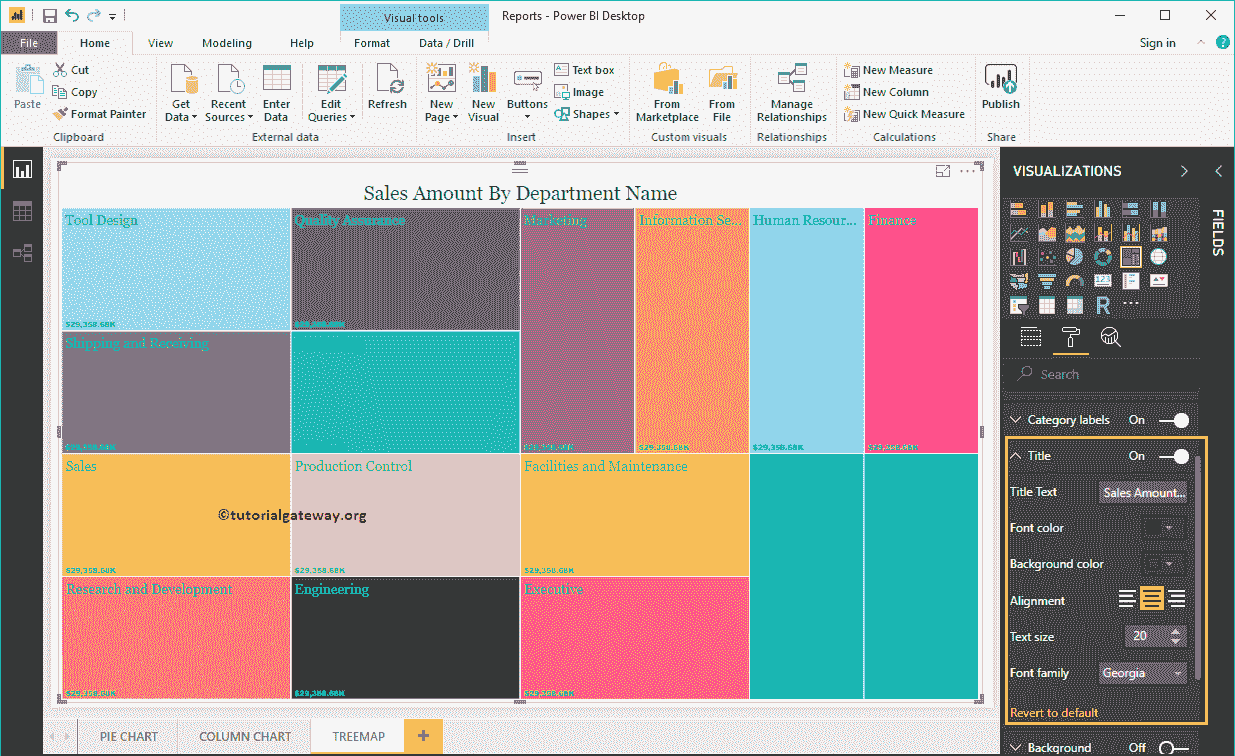 Visual tools
Reports - Power BI Desktop
File
Home
View
Modeling
Help
Format
Data / Drill
Sign in
Paste
Cut
Copy
Format Painter
Clipboard
Get Data
Recent Sources
Enter Data
Edit Queries
External data
Refresh
New Page
New Visual
Buttons
Text box
Image
Shapes
Insert
From Marketplace
From File
Custom visuals
Manage Relationships
Relationships
New Measure
New Column
New Quick Measure
Calculations
Publish
Share
Sales Amount By Department Name
Tool Design
$29,358.68K
Quality Assurance
Marketing
Information Se...
$29,358.68K
Human Resour...
$29,358.68K
Finance
Shipping and Receiving
Sales
$29,358.68K
Production Control
$29,358.68K
Facilities and Maintenance
$29,358.68K
©tutorialgateway.org
Research and Development
Engineering
$29,358.68K
Executive
PIE CHART
COLUMN CHART
TREEMAP
+
VISUALIZATIONS
FIELDS
Search
Category labels On
Title On
Title Text Sales Amount...
Font color
Background color
Alignment
Text size 20
Font family Georgia
Revert to default
Background Off